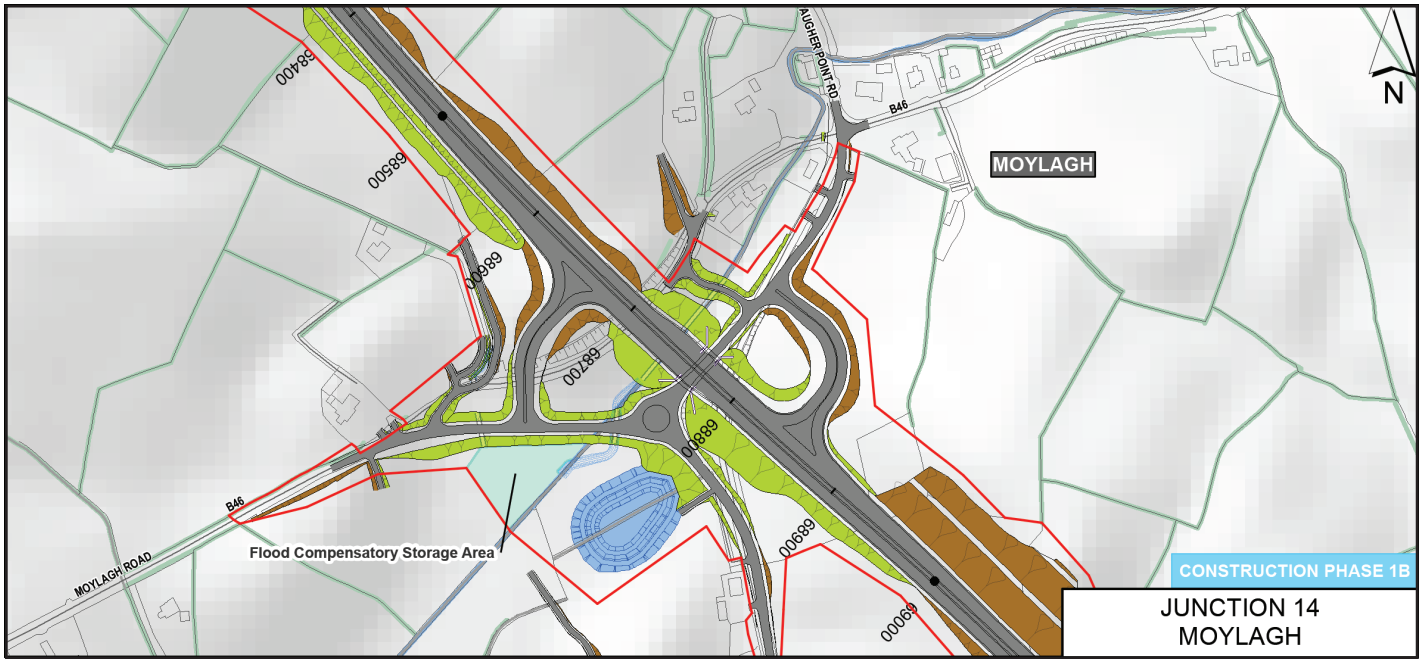 AUGHER POINT RD
68400
N
B46
68500
MOYLAGH
68600
68700
68800
B46
68900
Flood Compensatory Storage Area
MOYLAGH ROAD
CONSTRUCTION PHASE 1B
69000
JUNCTION 14
MOYLAGH